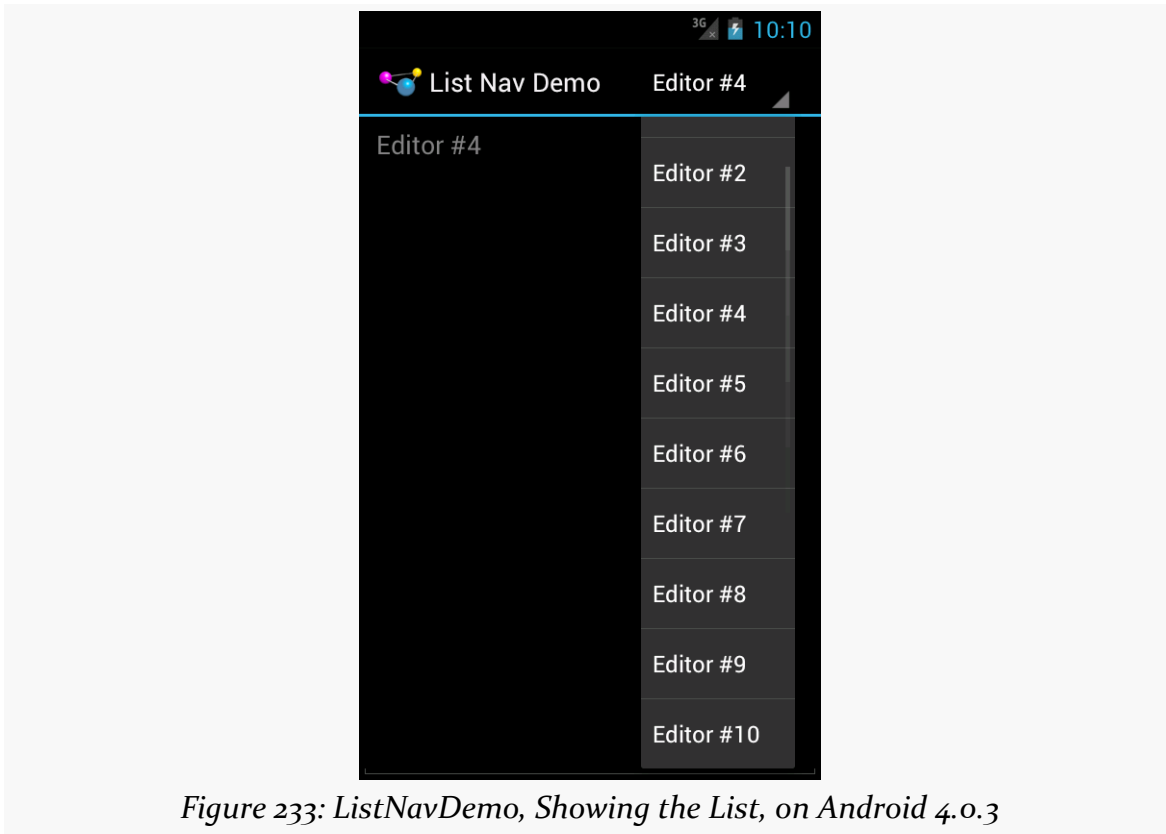 3G 10:10
List Nav Demo Editor #4
Editor #4
Editor #2
Editor #3
Editor #4
Editor #5
Editor #6
Editor #7
Editor #8
Editor #9
Editor #10
Figure 233: ListNavDemo, Showing the List, on Android 4.0.3